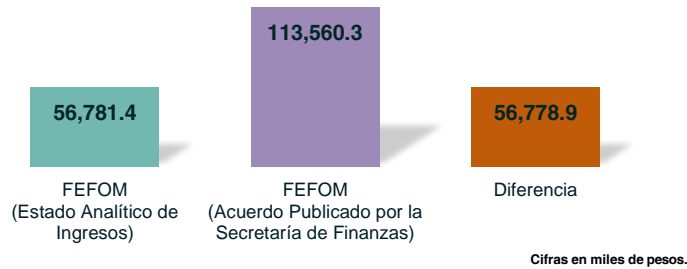 113,560.3
56,781.4
56,778.9
FEFOM
(Estado Analítico de
Ingresos)
FEFOM
(Acuerdo Publicado por la
Secretaría de Finanzas)
Diferencia
Cifras en miles de pesos.